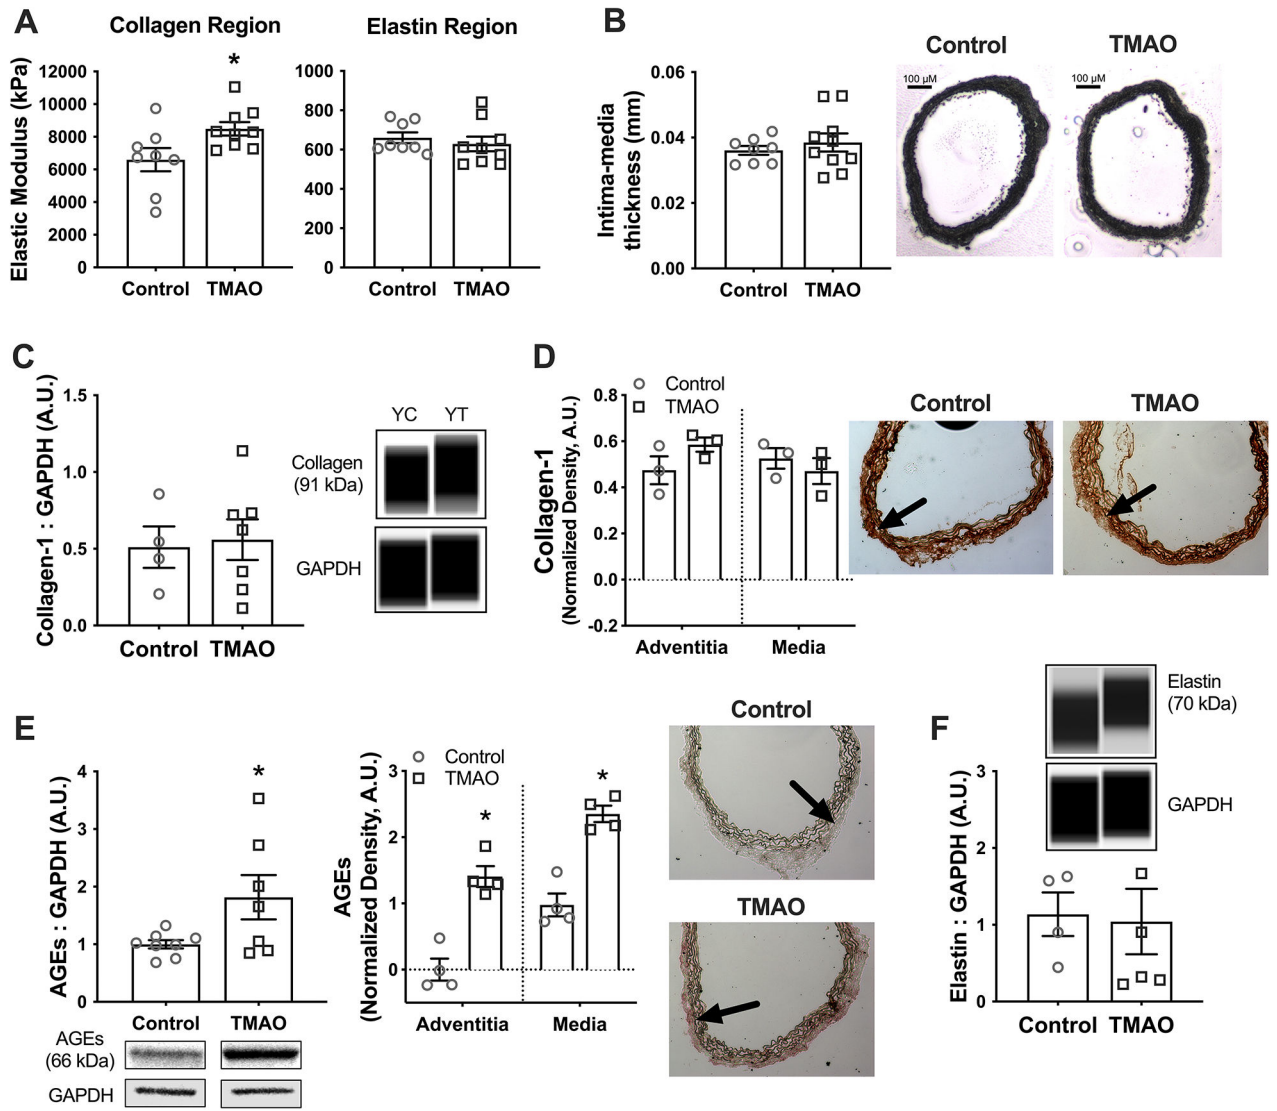 A
Collagen Region
Elastin Region
Elastic Modulus (kPa)
12000
10000
8000
6000
4000
2000
0
*
Control
TMAO
1000
800
600
400
200
0
Control
TMAO
B
Intima-media
thickness (mm)
0.06
0.04
0.02
0.00
Control
TMAO
Control
TMAO
100 µM
100 µM
C
Collagen-1 : GAPDH (A.U.)
1.5
1.0
0.5
0.0
Control
TMAO
YC
YT
Collagen
(91 kDa)
GAPDH
D
Collagen-1
(Normalized Density, A.U.)
0.8
0.6
0.4
0.2
0.0
-0.2
Control
TMAO
Adventitia
Media
Control
TMAO
E
AGEs : GAPDH (A.U.)
4
3
2
1
0
*
Control
TMAO
AGEs
(66 kDa)
GAPDH
AGEs
(Normalized Density, A.U.)
3
2
1
0
Control
TMAO
*
*
Adventitia
Media
Control
TMAO
F
Elastin
(70 kDa)
GAPDH
Elastin : GAPDH (A.U.)
3
2
1
0
Control
TMAO